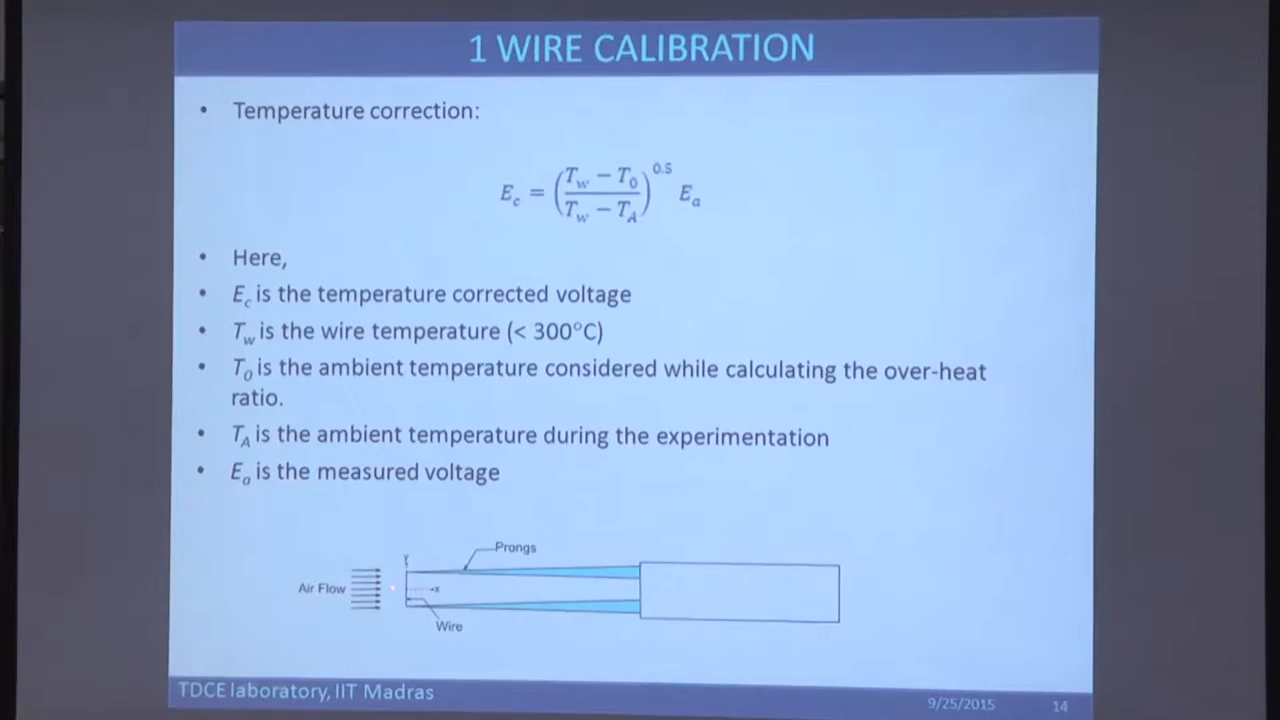 1 WIRE CALIBRATION
• Temperature correction:
E_c = ((T_w − T_0)/(T_w − T_A))^0.5 E_a
• Here,
• E_c is the temperature corrected voltage
• T_w is the wire temperature (< 300°C)
• T_0 is the ambient temperature considered while calculating the over-heat
ratio.
• T_A is the ambient temperature during the experimentation
• E_a is the measured voltage
Prongs
Y
Air Flow
x
Wire
TDCE laboratory, IIT Madras
9/25/2015
14